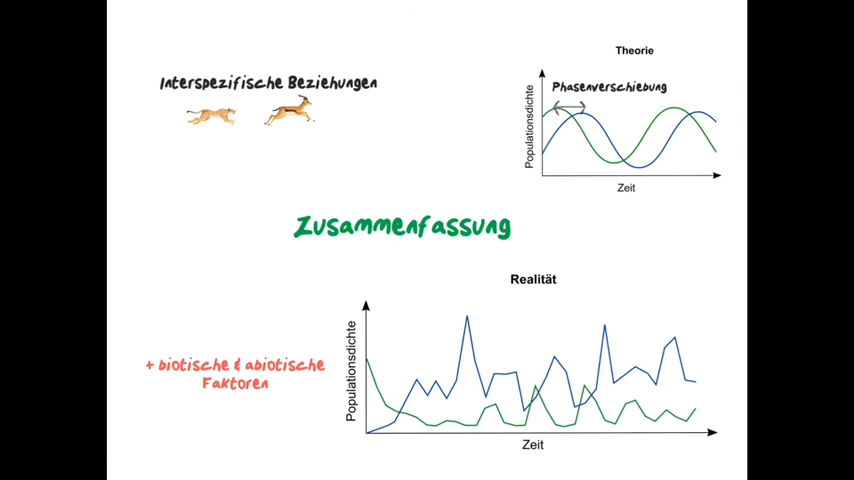 Interspezifische Beziehungen
Theorie
Phasenverschiebung
Populationsdichte
Zeit
Zusammenfassung
Realität
+ biotische & abiotische
Faktoren
Populationsdichte
Zeit